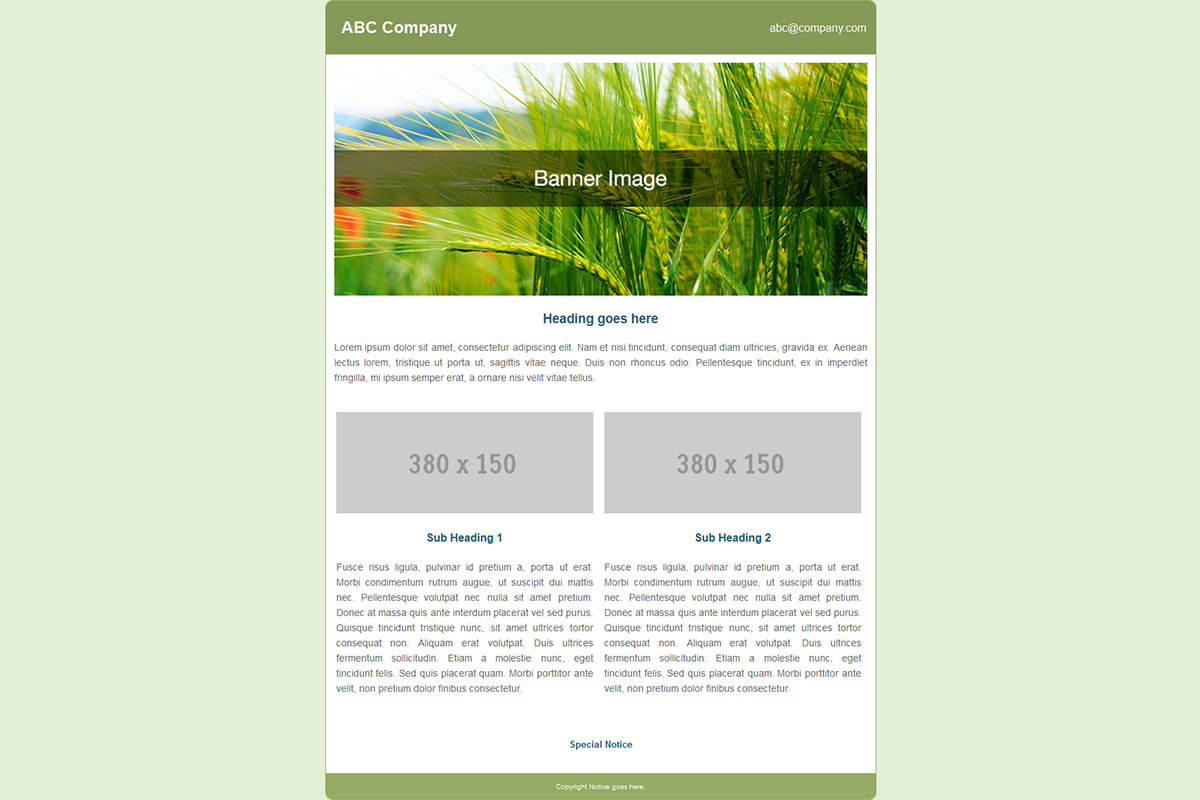 ABC Company
abc@company.com
Banner Image
Heading goes here
Lorem ipsum dolor sit amet, consectetur adipiscing elit. Nam et nisi tincidunt, consequat diam ultricies, gravida ex. Aenean
lectus lorem, tristique ut porta ut, sagittis vitae neque. Duis non rhoncus odio. Pellentesque tincidunt, ex in imperdiet
fringilla, mi ipsum semper erat, a ornare nisi velit vitae tellus.
380 x 150
Sub Heading 1
Fusce risus ligula, pulvinar id pretium a, porta ut erat.
Morbi condimentum rutrum augue, ut suscipit dui mattis
nec. Pellentesque volutpat nec nulla sit amet pretium.
Donec at massa quis ante interdum placerat vel sed purus.
Quisque tincidunt tristique nunc, sit amet ultrices tortor
consequat non. Aliquam erat volutpat. Duis ultrices
fermentum sollicitudin. Etiam a molestie nunc, eget
tincidunt felis. Sed quis placerat quam. Morbi porttitor ante
velit, non pretium dolor finibus consectetur.
380 x 150
Sub Heading 2
Fusce risus ligula, pulvinar id pretium a, porta ut erat.
Morbi condimentum rutrum augue, ut suscipit dui mattis
nec. Pellentesque volutpat nec nulla sit amet pretium.
Donec at massa quis ante interdum placerat vel sed purus.
Quisque tincidunt tristique nunc, sit amet ultrices tortor
consequat non. Aliquam erat volutpat. Duis ultrices
fermentum sollicitudin. Etiam a molestie nunc, eget
tincidunt felis. Sed quis placerat quam. Morbi porttitor ante
velit, non pretium dolor finibus consectetur.
Special Notice
Copyright Notice goes here.